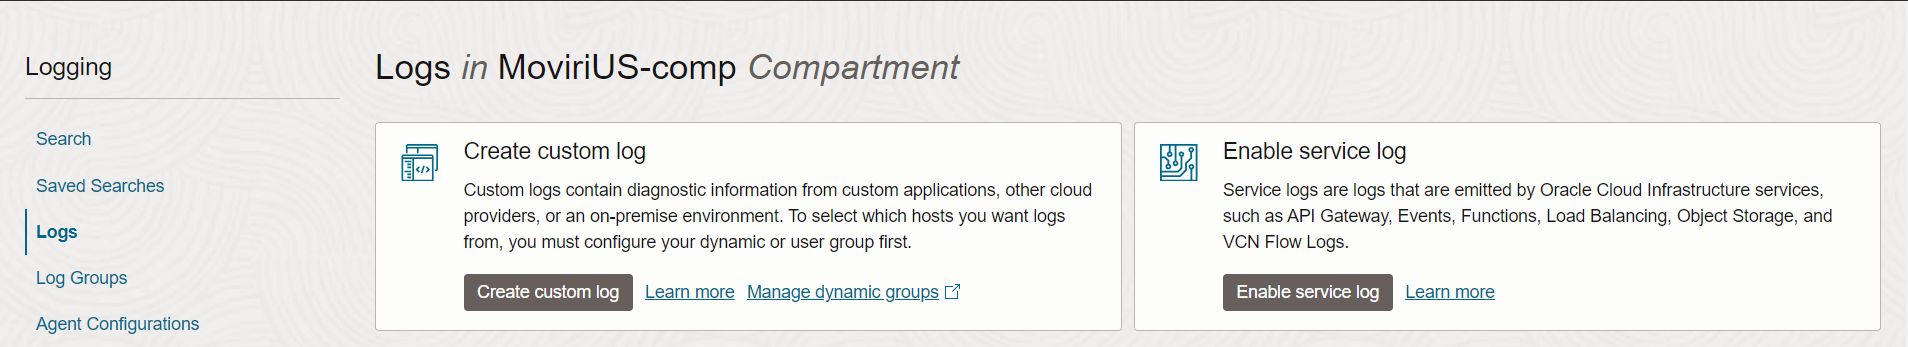 Logging
Search
Saved Searches
Logs
Log Groups
Agent Configurations
Logs in MoviriUS-comp Compartment
Create custom log
Custom logs contain diagnostic information from custom applications, other cloud
providers, or an on-premise environment. To select which hosts you want logs
from, you must configure your dynamic or user group first.
Create custom log Learn more Manage dynamic groups
Enable service log
Service logs are logs that are emitted by Oracle Cloud Infrastructure services,
such as API Gateway, Events, Functions, Load Balancing, Object Storage, and
VCN Flow Logs.
Enable service log Learn more